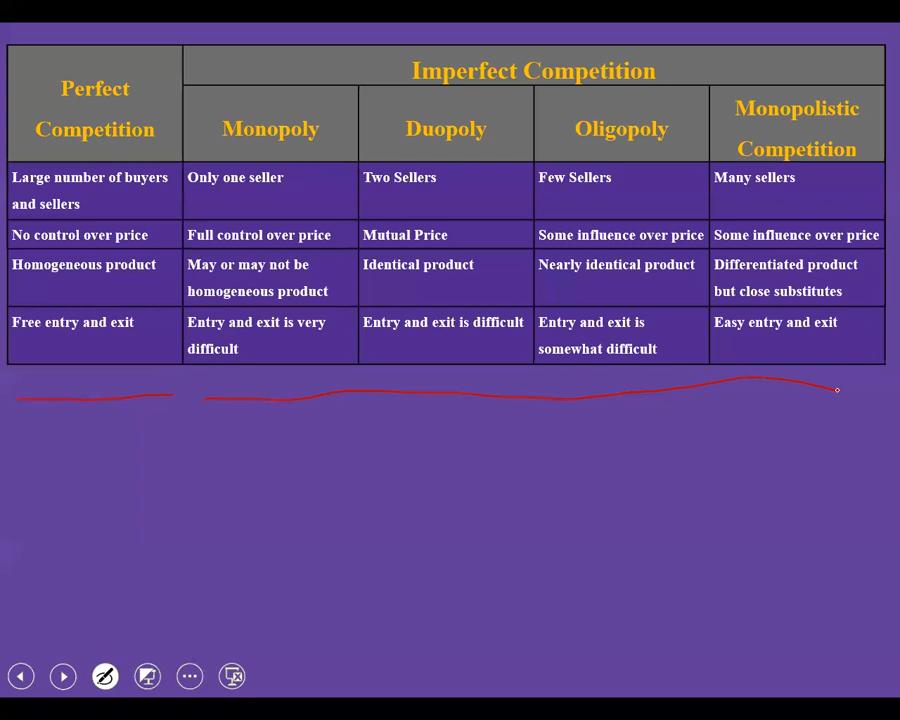 Perfect
Competition
Imperfect Competition
Monopoly
Duopoly
Oligopoly
Monopolistic
Competition
Large number of buyers
and sellers
Only one seller
Two Sellers
Few Sellers
Many sellers
No control over price
Full control over price
Mutual Price
Some influence over price
Some influence over price
Homogeneous product
May or may not be
homogeneous product
Identical product
Nearly identical product
Differentiated product
but close substitutes
Free entry and exit
Entry and exit is very
difficult
Entry and exit is difficult
Entry and exit is
somewhat difficult
Easy entry and exit